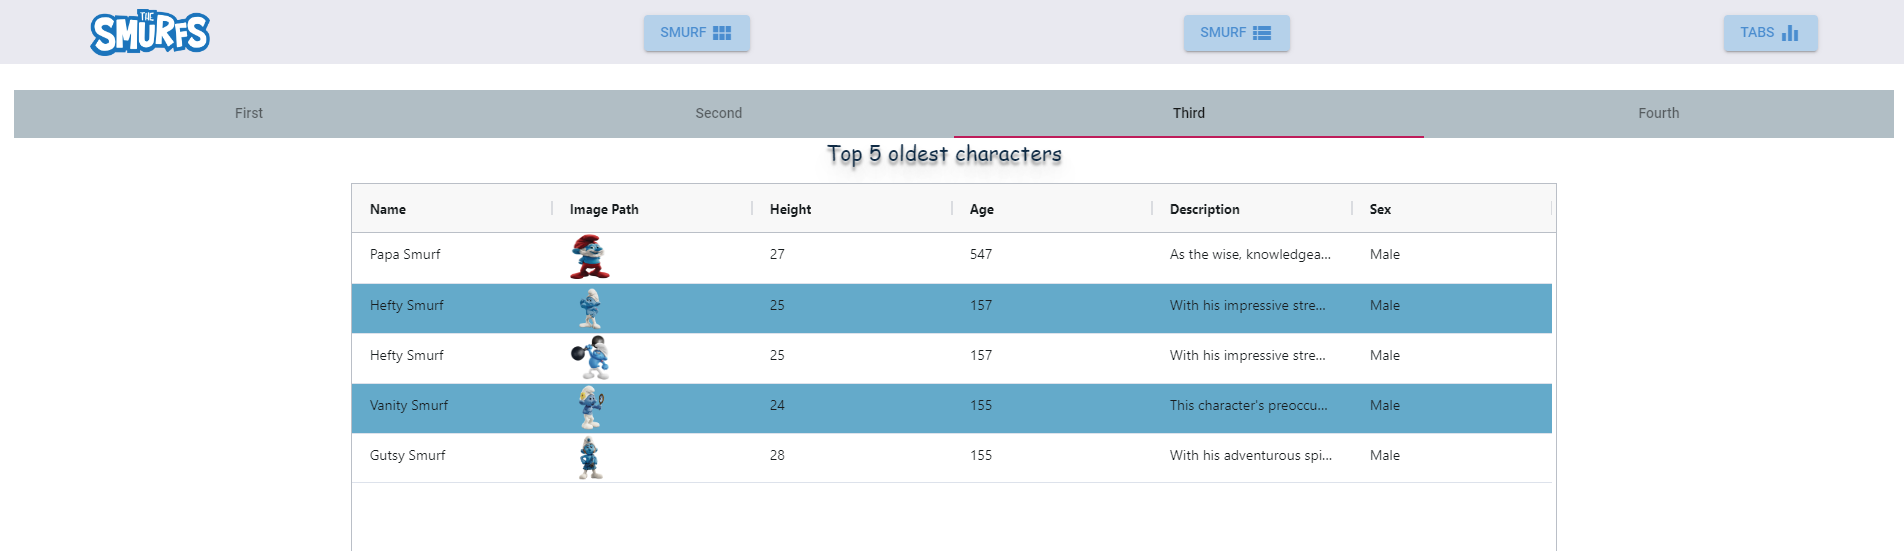 THE
SMURFS
SMURF
SMURF
TABS
First Second Third Fourth
Top 5 oldest characters
Name Image Path Height Age Description Sex
Papa Smurf 27 547 As the wise, knowledgea... Male
Hefty Smurf 25 157 With his impressive stre... Male
Hefty Smurf 25 157 With his impressive stre... Male
Vanity Smurf 24 155 This character's preoccu... Male
Gutsy Smurf 28 155 With his adventurous spi... Male